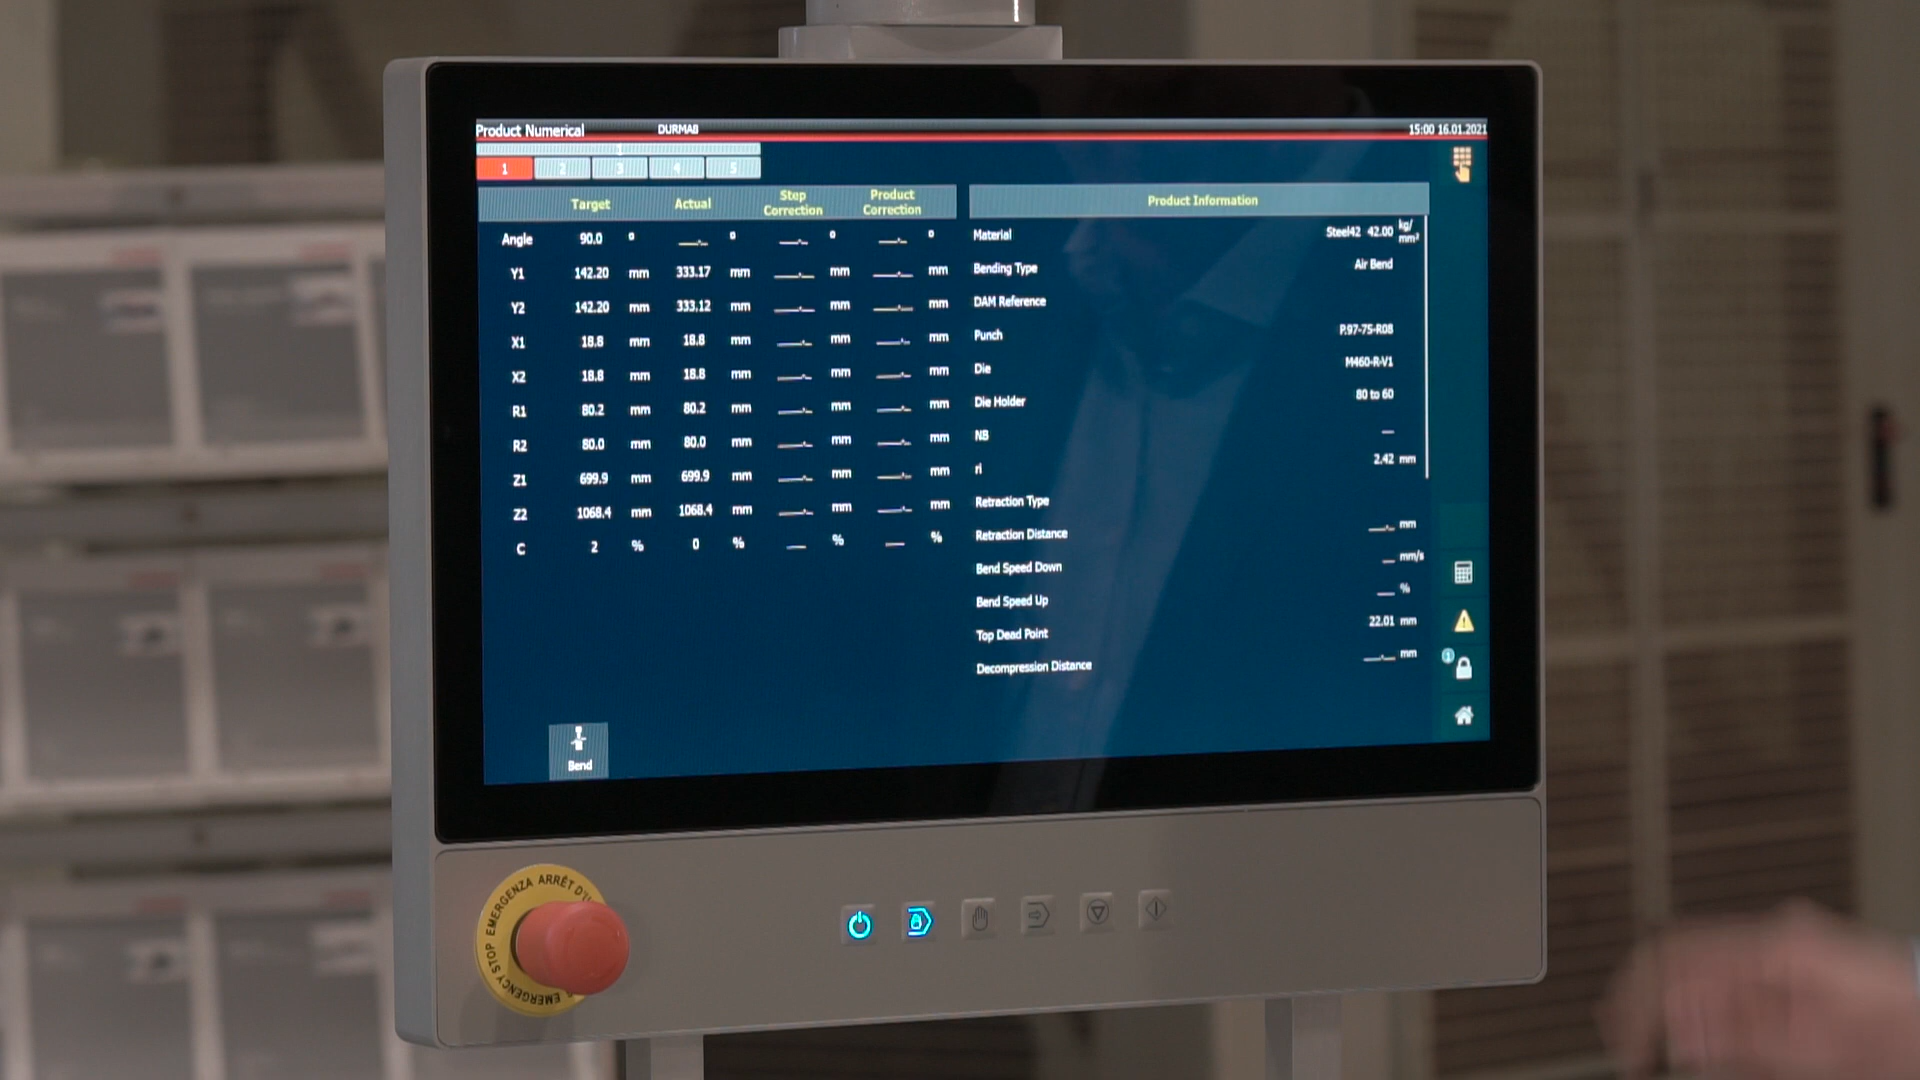 Product Numerical DURMA8 15:00 16.01.2021
1
1 2 3 4 5
Target Actual Step Correction Product Correction
Angle 90.0 ° ° ° °
Y1 142.20 mm 333.17 mm mm mm
Y2 142.20 mm 333.12 mm mm mm
X1 18.8 mm 18.8 mm mm mm
X2 18.8 mm 18.8 mm mm mm
R1 80.2 mm 80.2 mm mm mm
R2 80.0 mm 80.0 mm mm mm
Z1 699.9 mm 699.9 mm mm mm
Z2 1068.4 mm 1068.4 mm mm mm
C 2 % 0 % % %
Product Information
Material Steel42 42.00 kg/mm²
Bending Type Air Bend
DAM Reference
Punch P.97-75-R08
Die M460-R-V1
Die Holder 80 to 60
NB
ri 2.42 mm
Retraction Type
Retraction Distance mm
Bend Speed Down mm/s
Bend Speed Up %
Top Dead Point 22.01 mm
Decompression Distance mm
Bend
EMERGENCY STOP EMERGENZA ARRÊT D'U